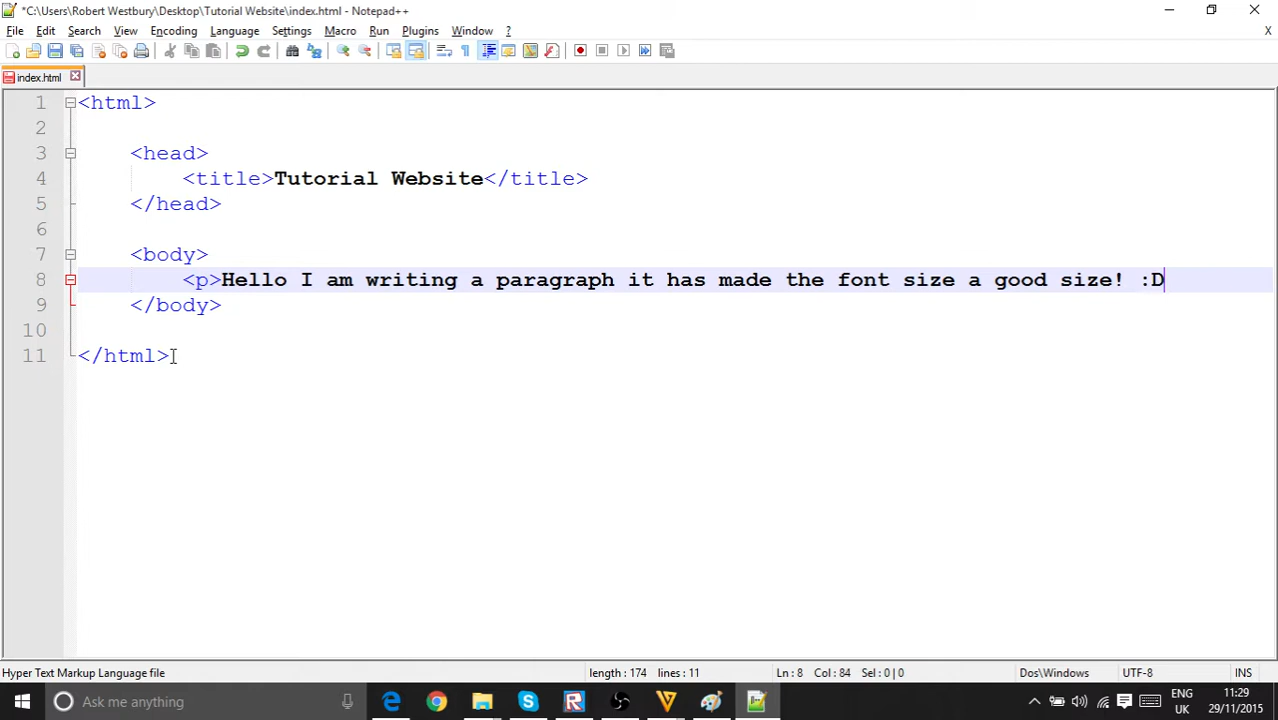 *C:\Users\Robert Westbury\Desktop\Tutorial Website\index.html - Notepad++
File Edit Search View Encoding Language Settings Macro Run Plugins Window ? X
index.html
1 <html>
2
3 <head>
4 <title>Tutorial Website</title>
5 </head>
6
7 <body>
8 <p>Hello I am writing a paragraph it has made the font size a good size! :D
9 </body>
10
11 </html>
Hyper Text Markup Language file length : 174 lines : 11 Ln : 8 Col : 84 Sel : 0 | 0 Dos\Windows UTF-8 INS
Ask me anything ENG 11:29
UK 29/11/2015